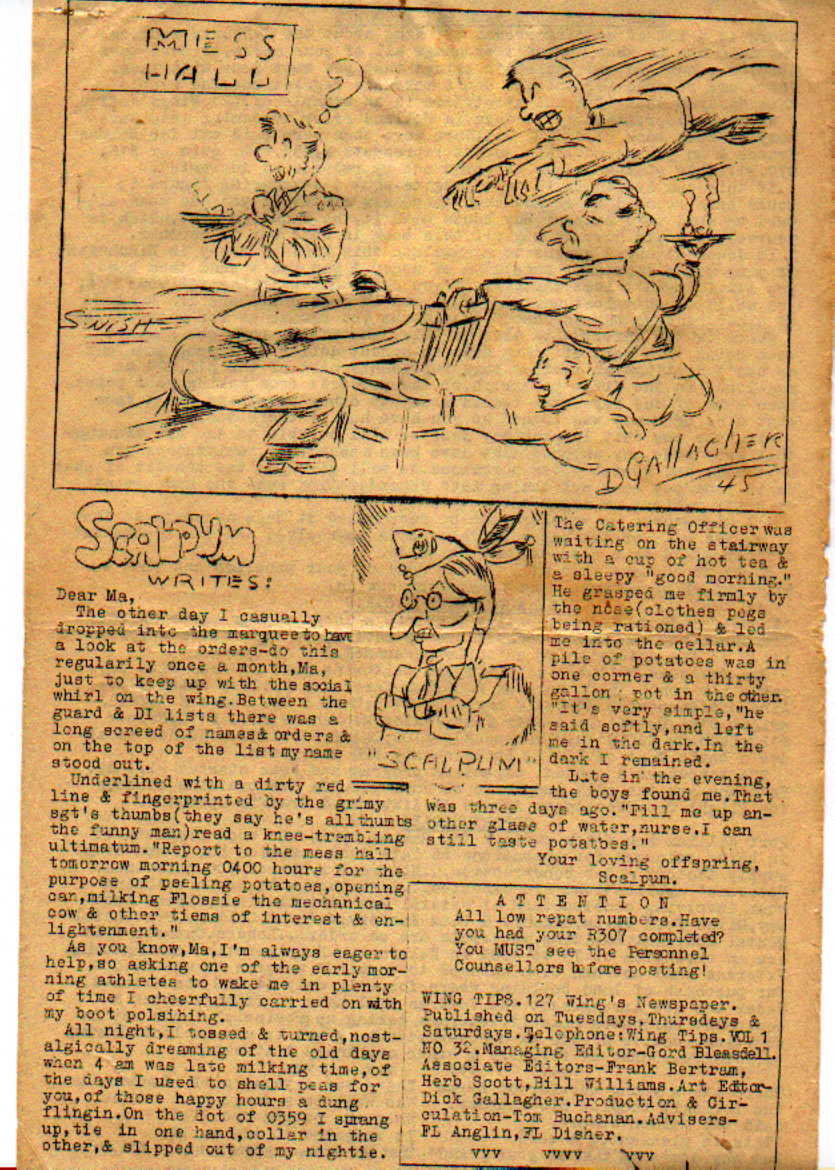 MESS
HALL
?
SWISH
D GALLAGHER
45
SCALPUM
WRITES!
Dear Ma,
The other day I casually
dropped into the marquee to have
a look at the orders-do this
regularily once a month,Ma,
just to keep up with the social
whirl on the wing.Between the
guard & DI lists there was a
long screed of names& orders &
on the top of the list my name
stood out.
Underlined with a dirty red
line & fingerprinted by the grimy
sgt's thumbs(they say he's all thumbs
the funny man)read a knee-trembling
ultimatum."Report to the mess hall
tomorrow morning 0400 hours for the
purpose of peeling potatoes,opening
can,milking Flossie the mechanical
cow & other tiems of interest & en-
lightenment."
As you know,Ma,I'm always eager to
help,so asking one of the early mor-
ning athletes to wake me in plenty
of time I cheerfully carried on with
my boot polsihing.
All night,I tossed & turned,nost-
algically dreaming of the old days
when 4 am was late milking time,of
the days I used to shell peas for
you,of those happy hours a dung
flingin.On the dot of 0359 I sprang
up,tie in one hand,collar in the
other,& slipped out of my nightie.
"SCALPUM"
The Catering Officer was
waiting on the stairway
with a cup of hot tea &
a sleepy "good morning."
He grasped me firmly by
the nose(clothes pegs
being rationed) & led
me into the cellar.A
pile of potatoes was in
one corner & a thirty
gallon pot in the other.
"It's very simple,"he
said softly,and left
me in the dark.In the
dark I remained.
Late in the evening,
the boys found me.That
was three days ago."Fill me up an-
other glass of water,nurse.I can
still taste potatoes."
Your loving offspring,
Scalpum.
ATTENTION
All low repat numbers.Have
you had your R307 completed?
You MUST see the Personnel
Counsellors before posting!
WING TIPS.127 Wing's Newspaper.
Published on Tuesdays,Thursdays &
Saturdays.Telephone:Wing Tips.VOL 1
NO 32.Managing Editor-Gord Bleasdell.
Associate Editors-Frank Bertram,
Herb Scott,Bill Williams.Art Editor-
Dick Gallagher.Production & Cir-
culation-Tom Buchanan.Advisers-
FL Anglin,FL Disher.
vvv vvvv vvv